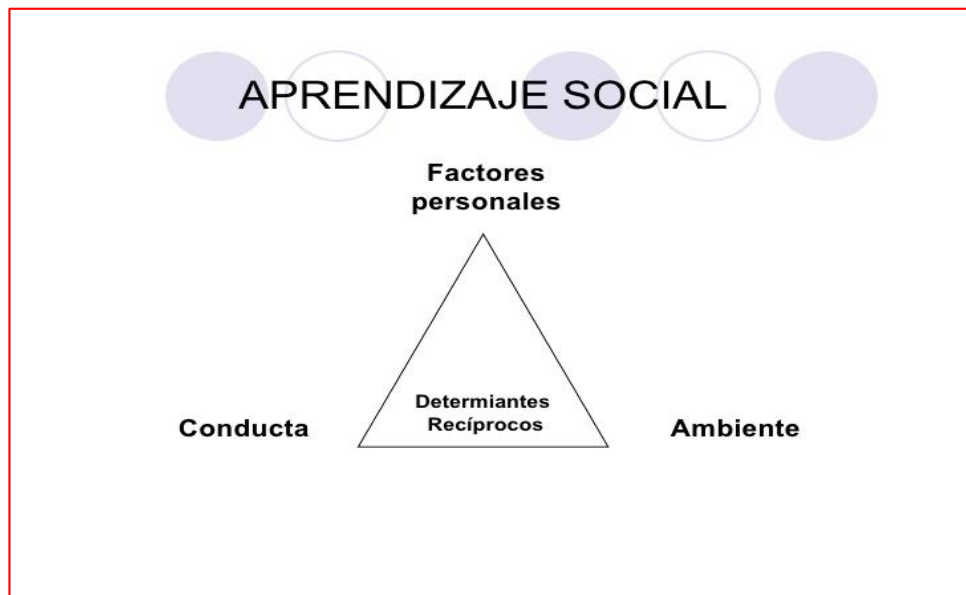 APRENDIZAJE SOCIAL
Factores
personales
Determiantes
Recíprocos
Conducta
Ambiente